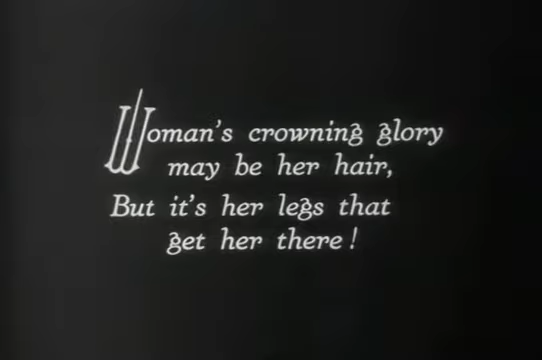 Woman's crowning glory
may be her hair,
But it's her legs that
get her there!